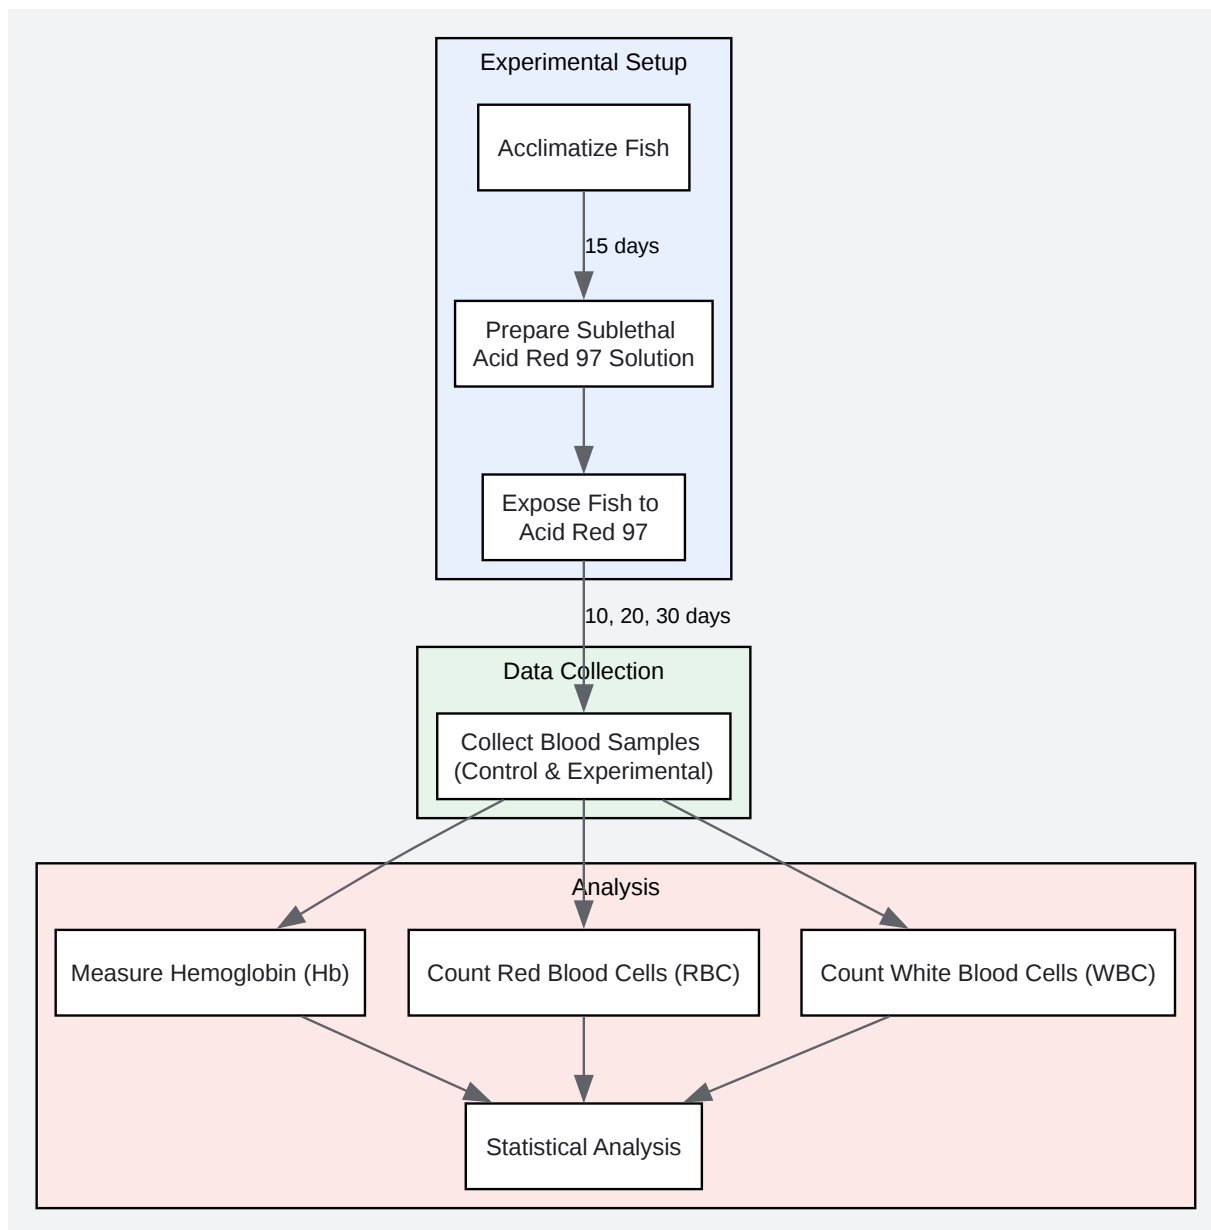 Experimental Setup
Acclimatize Fish
15 days
Prepare Sublethal
Acid Red 97 Solution
Expose Fish to
Acid Red 97
10, 20, 30 days
Data Collection
Collect Blood Samples
(Control & Experimental)
Analysis
Measure Hemoglobin (Hb)
Count Red Blood Cells (RBC)
Count White Blood Cells (WBC)
Statistical Analysis